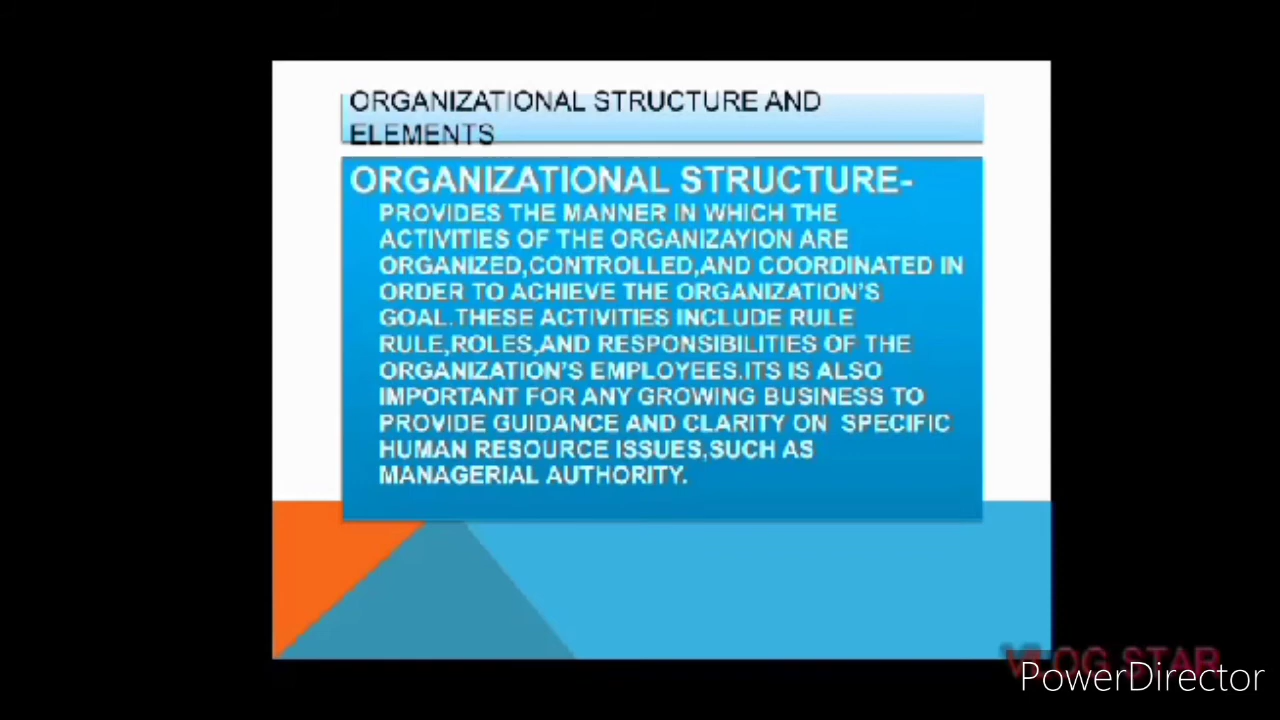 ORGANIZATIONAL STRUCTURE AND
ELEMENTS
ORGANIZATIONAL STRUCTURE-
PROVIDES THE MANNER IN WHICH THE
ACTIVITIES OF THE ORGANIZAYION ARE
ORGANIZED,CONTROLLED,AND COORDINATED IN
ORDER TO ACHIEVE THE ORGANIZATION'S
GOAL.THESE ACTIVITIES INCLUDE RULE
RULE,ROLES,AND RESPONSIBILITIES OF THE
ORGANIZATION'S EMPLOYEES.ITS IS ALSO
IMPORTANT FOR ANY GROWING BUSINESS TO
PROVIDE GUIDANCE AND CLARITY ON SPECIFIC
HUMAN RESOURCE ISSUES,SUCH AS
MANAGERIAL AUTHORITY.
VLOG STAR
PowerDirector